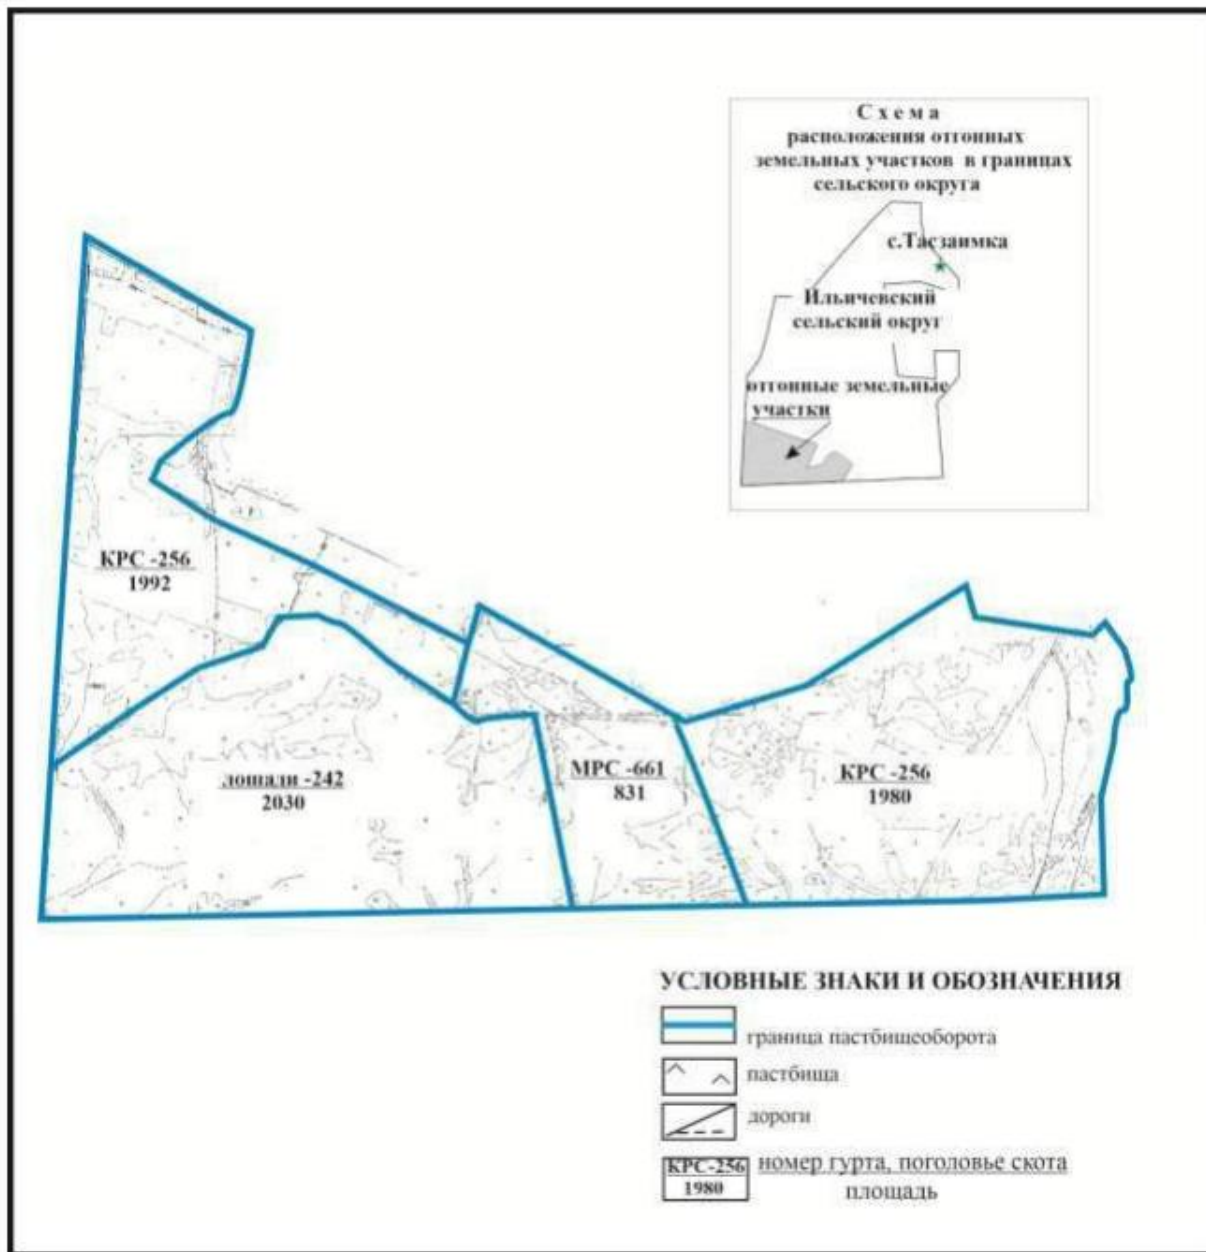 С х е м а
расположения отгонных
земельных участков в границах
сельского округа
с.Тасзаимка
Ильичевский
сельский округ
отгонные земельные
участки
КРС -256
1992
лошади -242
2030
МРС -661
831
КРС -256
1980
УСЛОВНЫЕ ЗНАКИ И ОБОЗНАЧЕНИЯ
граница пастбищеоборота
пастбища
дороги
КРС-256
1980
номер гурта, поголовье скота
площадь